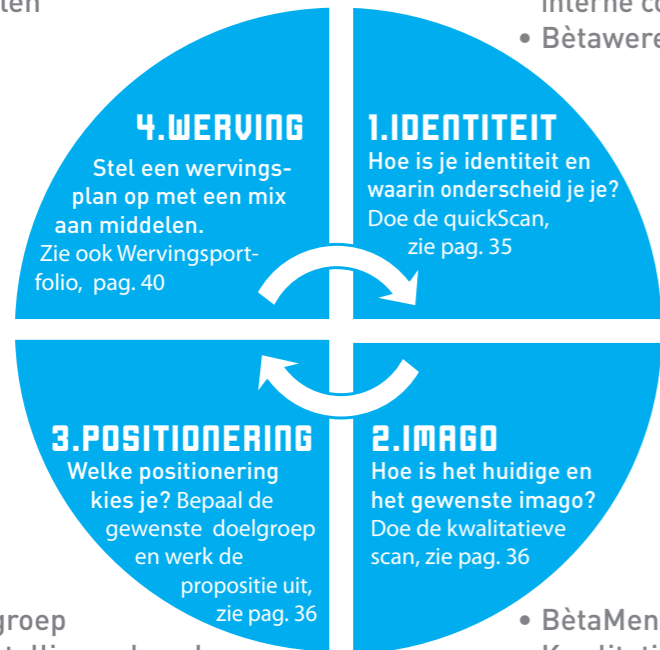 len
interne co
• Bètawere
4.WERVING
Stel een wervings-
plan op met een mix
aan middelen.
Zie ook Wervingsport-
folio, pag. 40
1.IDENTITEIT
Hoe is je identiteit en
waarin onderscheid je je?
Doe de quickScan,
zie pag. 35
3.POSITIONERING
Welke positionering
kies je? Bepaal de
gewenste doelgroep
en werk de
propositie uit,
zie pag. 36
2.IMAGO
Hoe is het huidige en
het gewenste imago?
Doe de kwalitatieve
scan, zie pag. 36
groep
• BètaMen